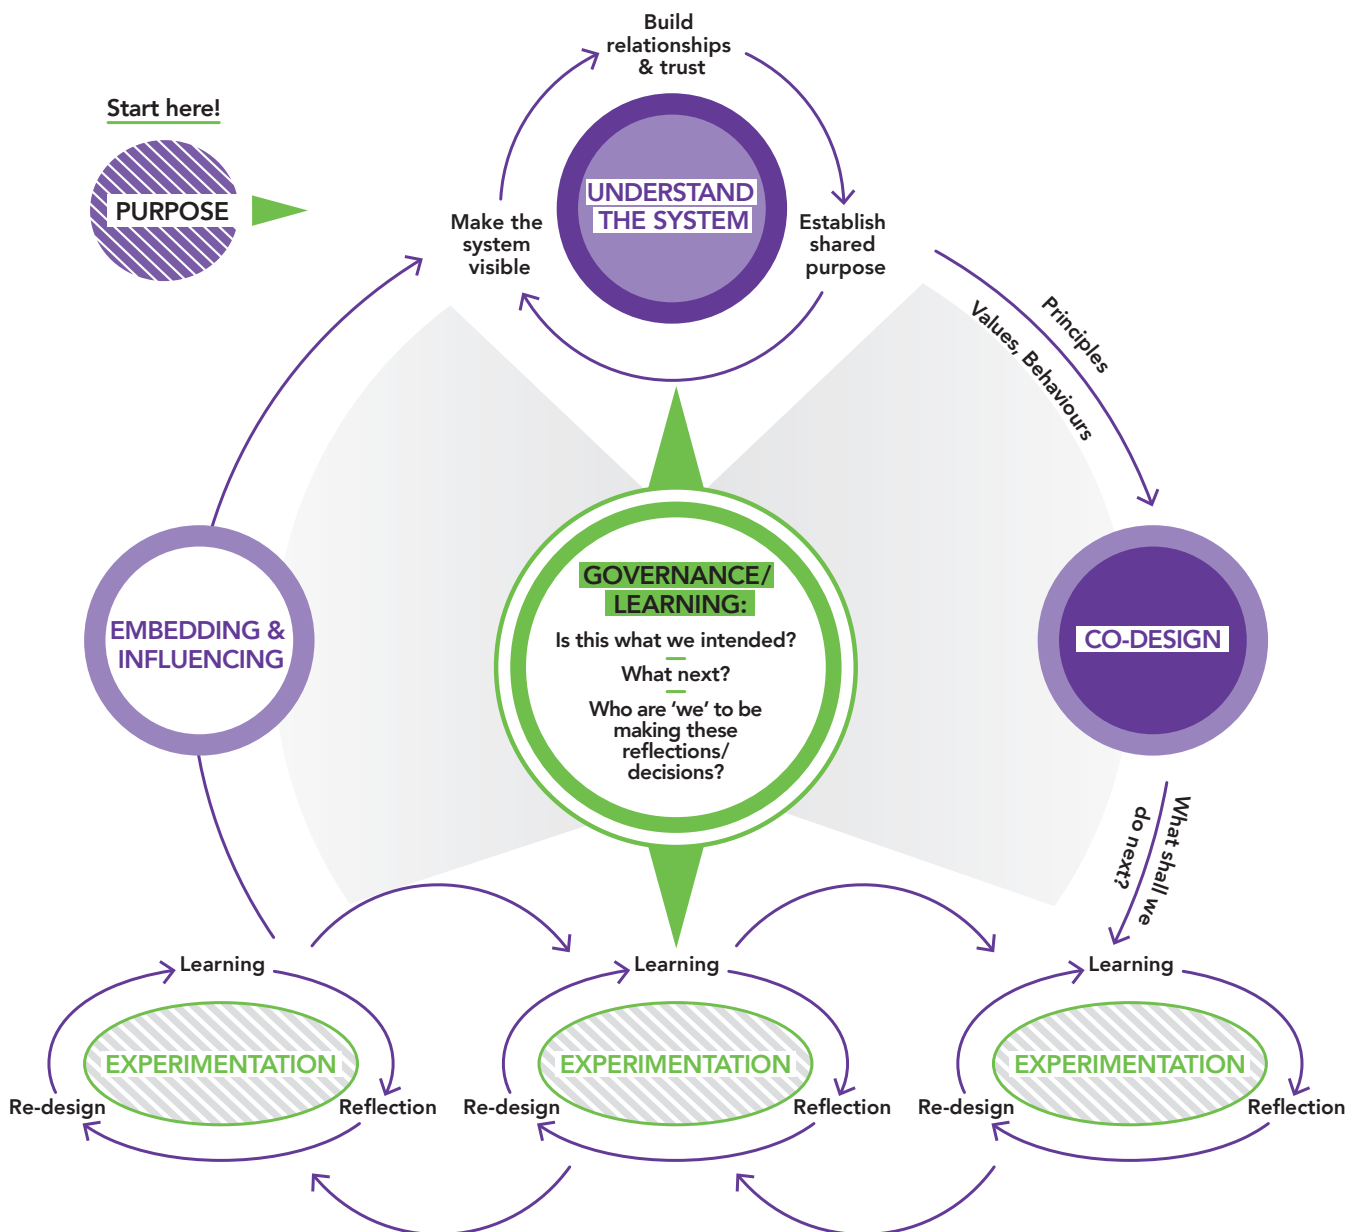 Start here!
PURPOSE
Build
relationships
& trust
UNDERSTAND
THE SYSTEM
Make the
system
visible
Establish
shared
purpose
Principles
Values, Behaviours
GOVERNANCE/
LEARNING:
Is this what we intended?
What next?
Who are ‘we’ to be
making these
reflections/
decisions?
EMBEDDING &
INFLUENCING
CO-DESIGN
What shall we
do next?
Learning
EXPERIMENTATION
Re-design
Reflection
Learning
EXPERIMENTATION
Re-design
Reflection
Learning
EXPERIMENTATION
Re-design
Reflection